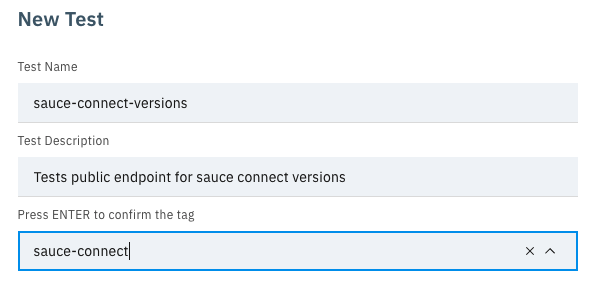 New Test
Test Name
sauce-connect-versions
Test Description
Tests public endpoint for sauce connect versions
Press ENTER to confirm the tag
sauce-connect